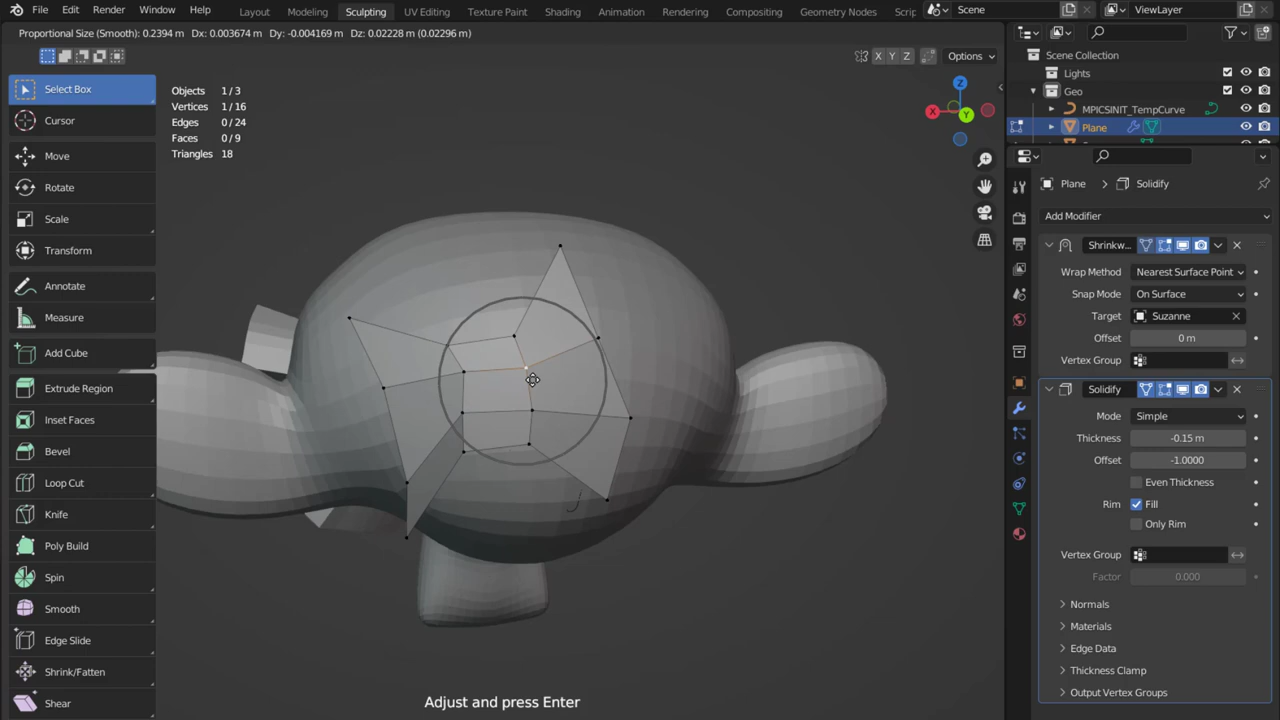 File Edit Render Window Help
Layout Modeling Sculpting UV Editing Texture Paint Shading Animation Rendering Compositing Geometry Nodes Scrip
Scene
ViewLayer
Proportional Size (Smooth): 0.2394 m Dx: 0.003674 m Dy: -0.004169 m Dz: 0.02228 m (0.02296 m)
X Y Z
Options
Select Box
Cursor
Move
Rotate
Scale
Transform
Annotate
Measure
Add Cube
Extrude Region
Inset Faces
Bevel
Loop Cut
Knife
Poly Build
Spin
Smooth
Edge Slide
Shrink/Fatten
Shear
Objects 1/3
Vertices 1/16
Edges 0/24
Faces 0/9
Triangles 18
Z
X
Y
Adjust and press Enter
Scene Collection
Lights
Geo
MPICSINIT_TempCurve
Plane
Plane > Solidify
Add Modifier
Shrinkw...
Wrap Method Nearest Surface Point
Snap Mode On Surface
Target Suzanne
Offset 0 m
Vertex Group
Solidify
Mode Simple
Thickness -0.15 m
Offset -1.0000
Even Thickness
Rim Fill
Only Rim
Vertex Group
Factor 0.000
Normals
Materials
Edge Data
Thickness Clamp
Output Vertex Groups